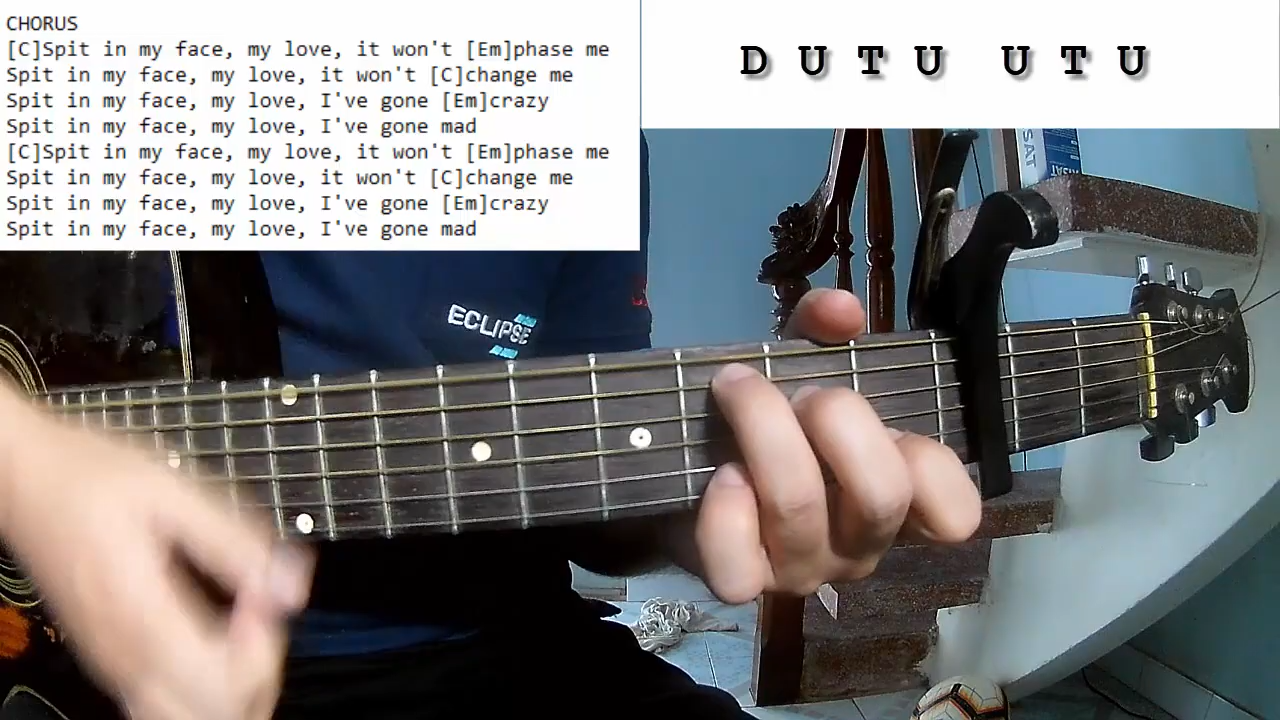 CHORUS
[C]Spit in my face, my love, it won't [Em]phase me
Spit in my face, my love, it won't [C]change me
Spit in my face, my love, I've gone [Em]crazy
Spit in my face, my love, I've gone mad
[C]Spit in my face, my love, it won't [Em]phase me
Spit in my face, my love, it won't [C]change me
Spit in my face, my love, I've gone [Em]crazy
Spit in my face, my love, I've gone mad
D U T U U T U
SAT
ECLIPSE